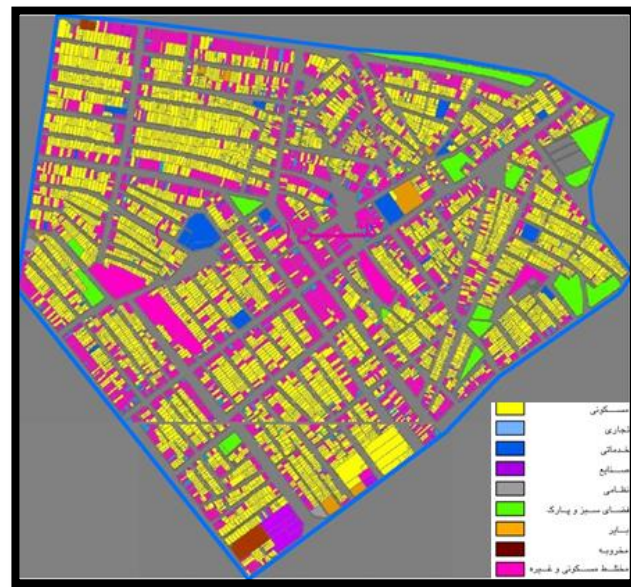 مسکونی
تجاری
خدماتی
صنایع
نظامی
فضای سبز و پارک
بایر
مخروبه
مختلط مسکونی و غیره